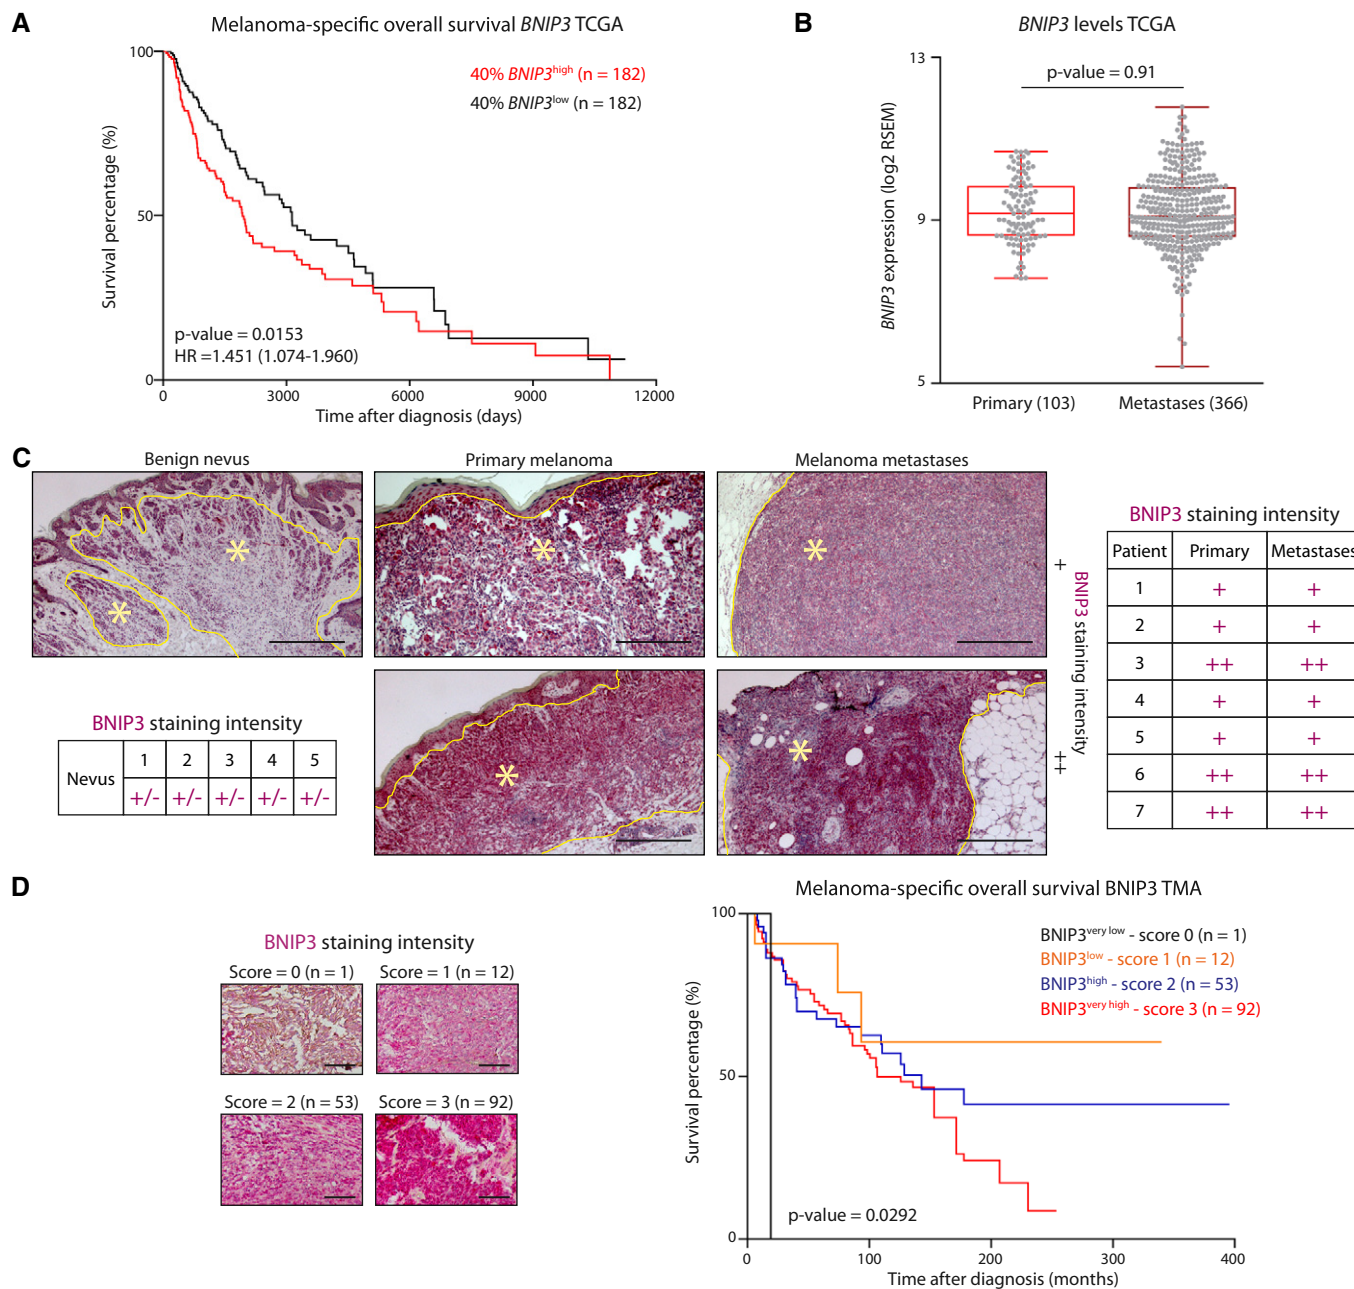 A
Melanoma-specific overall survival BNIP3 TCGA
100
50
0
Survival percentage (%)
40% BNIP3high (n = 182)
40% BNIP3low (n = 182)
p-value = 0.0153
HR =1.451 (1.074-1.960)
0 3000 6000 9000 12000
Time after diagnosis (days)
B
BNIP3 levels TCGA
13
9
5
BNIP3 expression (log2 RSEM)
p-value = 0.91
Primary (103) Metastases (366)
C
Benign nevus
Primary melanoma
Melanoma metastases
+
++
BNIP3 staining intensity
BNIP3 staining intensity
Nevus 1 2 3 4 5
+/- +/- +/- +/- +/-
BNIP3 staining intensity
Patient Primary Metastases
1 + +
2 + +
3 ++ ++
4 + +
5 + +
6 ++ ++
7 ++ ++
D
BNIP3 staining intensity
Score = 0 (n = 1) Score = 1 (n = 12)
Score = 2 (n = 53) Score = 3 (n = 92)
Melanoma-specific overall survival BNIP3 TMA
100
50
0
Survival percentage (%)
BNIP3very low - score 0 (n = 1)
BNIP3low - score 1 (n = 12)
BNIP3high - score 2 (n = 53)
BNIP3very high - score 3 (n = 92)
p-value = 0.0292
0 100 200 300 400
Time after diagnosis (months)